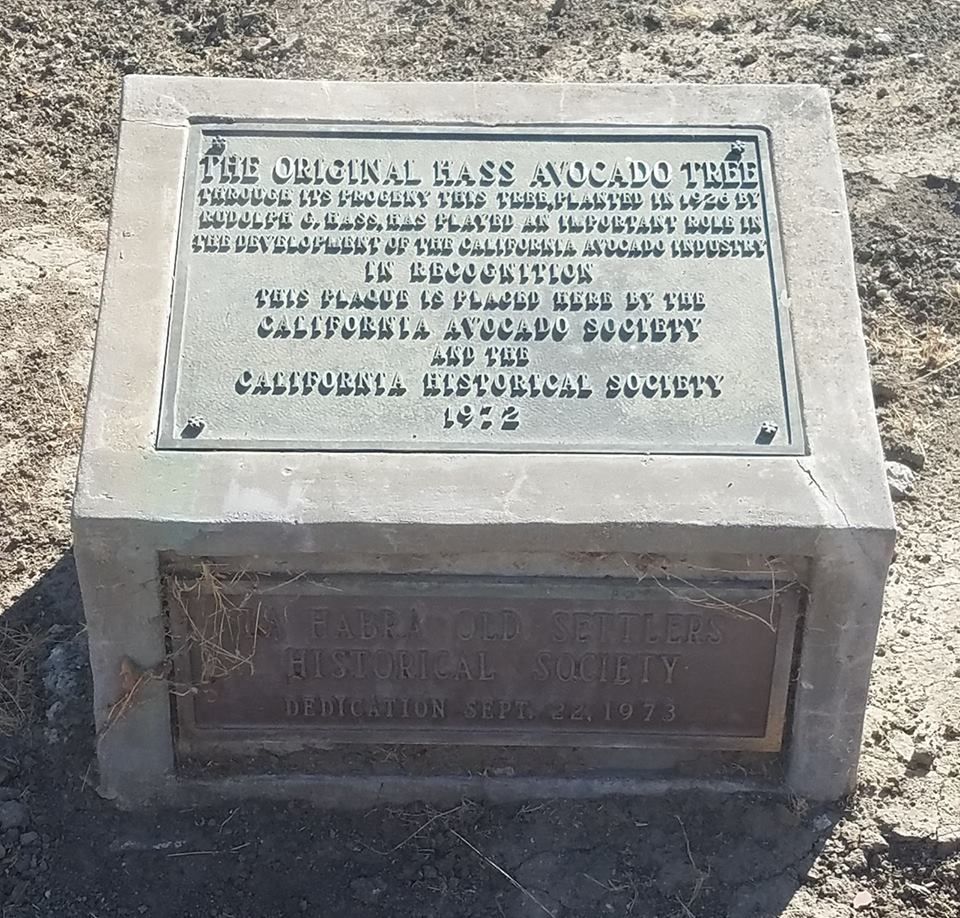 THE ORIGINAL HASS AVOCADO TREE
THROUGH ITS PROGENY THIS TREE, PLANTED IN 1926 BY
RUDOLPH G. HASS, HAS PLAYED AN IMPORTANT ROLE IN
THE DEVELOPMENT OF THE CALIFORNIA AVOCADO INDUSTRY
IN RECOGNITION
THIS PLAQUE IS PLACED HERE BY THE
CALIFORNIA AVOCADO SOCIETY
AND THE
CALIFORNIA HISTORICAL SOCIETY
1972
LA HABRA OLD SETTLERS
HISTORICAL SOCIETY
DEDICATION SEPT. 22, 1973